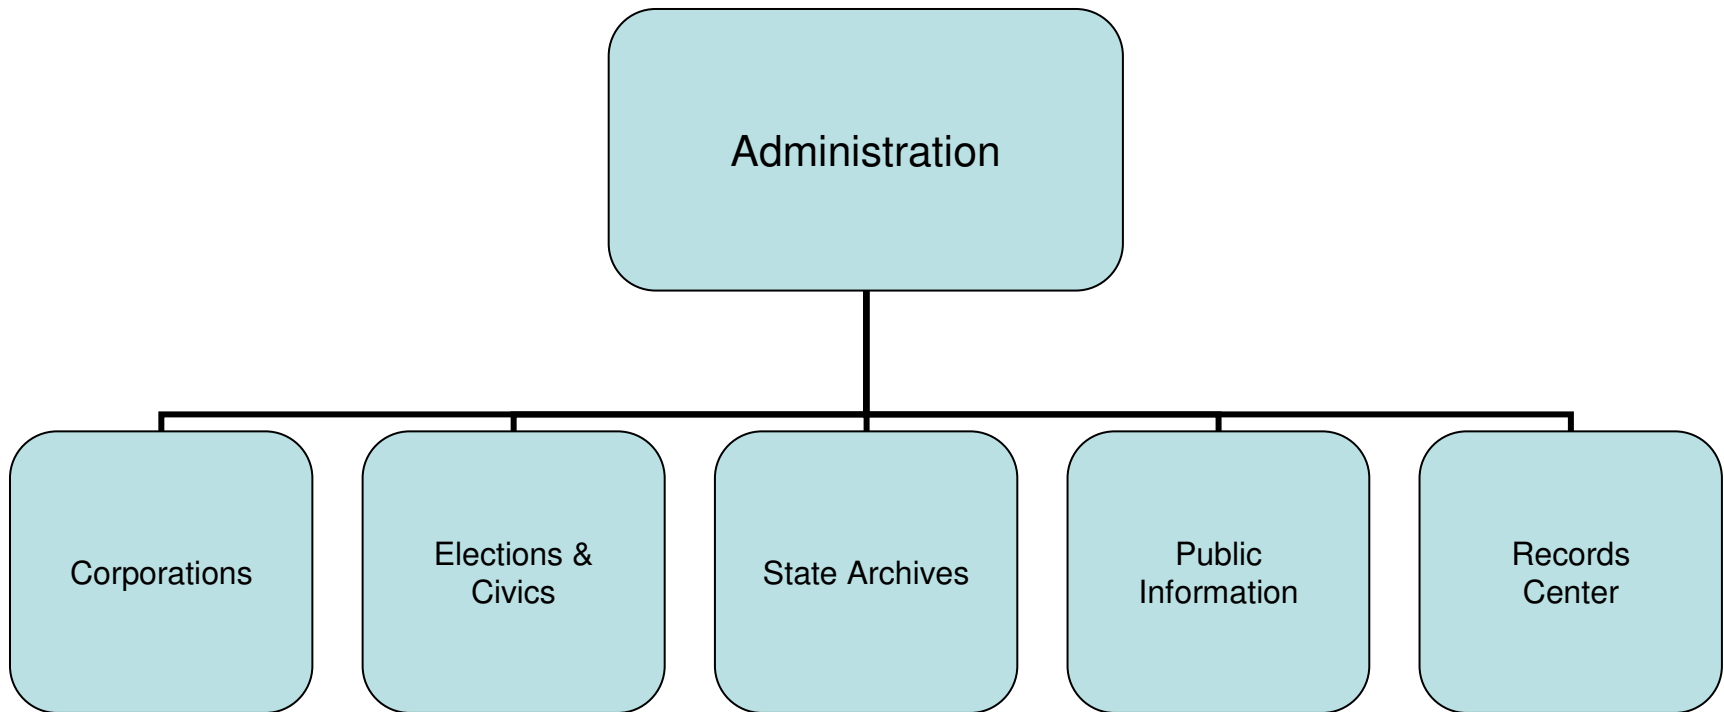 Administration
Corporations
Elections &
Civics
State Archives
Public
Information
Records
Center